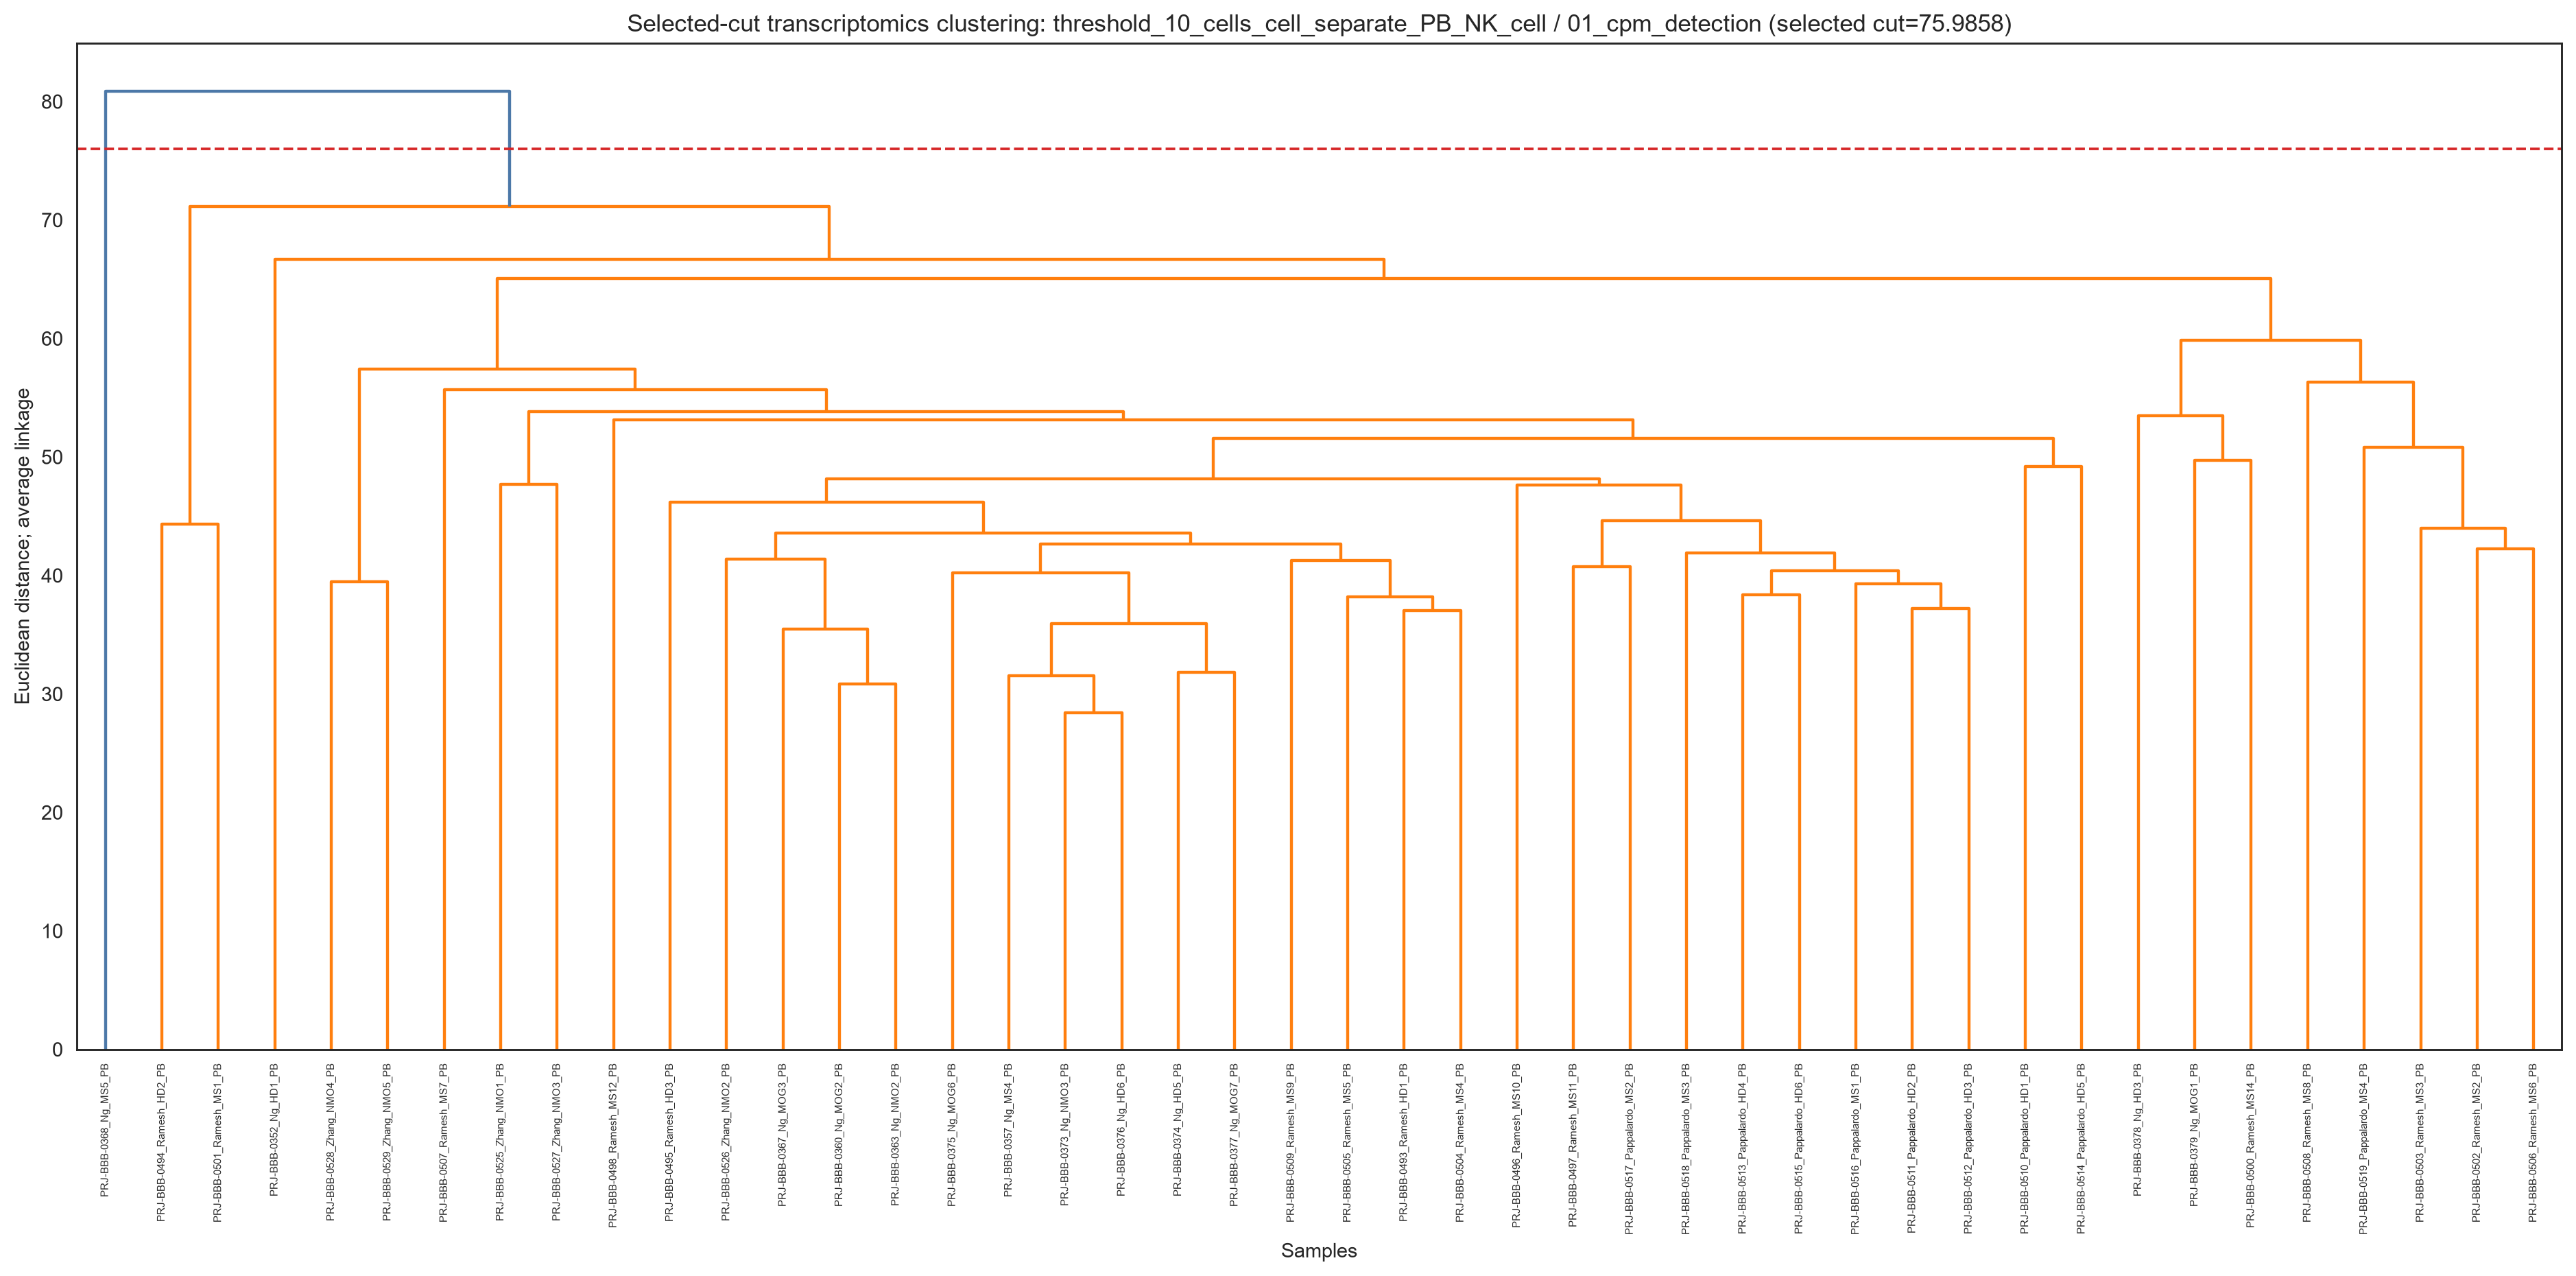 Selected-cut transcriptomics clustering: threshold_10_cells_cell_separate_PB_NK_cell / 01_cpm_detection (selected cut=75.9858)
Euclidean distance; average linkage
80
70
60
50
40
30
20
10
0
PRJ-BBB-0368_Ng_MS5_PB
PRJ-BBB-0494_Ramesh_HD2_PB
PRJ-BBB-0501_Ramesh_MS1_PB
PRJ-BBB-0352_Ng_HD1_PB
PRJ-BBB-0528_Zhang_NMO4_PB
PRJ-BBB-0529_Zhang_NMO5_PB
PRJ-BBB-0507_Ramesh_MS7_PB
PRJ-BBB-0525_Zhang_NMO1_PB
PRJ-BBB-0527_Zhang_NMO3_PB
PRJ-BBB-0498_Ramesh_MS12_PB
PRJ-BBB-0495_Ramesh_HD3_PB
PRJ-BBB-0526_Zhang_NMO2_PB
PRJ-BBB-0367_Ng_MOG3_PB
PRJ-BBB-0360_Ng_MOG2_PB
PRJ-BBB-0363_Ng_NMO2_PB
PRJ-BBB-0375_Ng_MOG6_PB
PRJ-BBB-0357_Ng_MS4_PB
PRJ-BBB-0373_Ng_NMO3_PB
PRJ-BBB-0376_Ng_HD6_PB
PRJ-BBB-0374_Ng_HD5_PB
PRJ-BBB-0377_Ng_MOG7_PB
PRJ-BBB-0509_Ramesh_MS9_PB
PRJ-BBB-0505_Ramesh_MS5_PB
PRJ-BBB-0493_Ramesh_HD1_PB
PRJ-BBB-0504_Ramesh_MS4_PB
PRJ-BBB-0496_Ramesh_MS10_PB
PRJ-BBB-0497_Ramesh_MS11_PB
PRJ-BBB-0517_Pappalardo_MS2_PB
PRJ-BBB-0518_Pappalardo_MS3_PB
PRJ-BBB-0513_Pappalardo_HD4_PB
PRJ-BBB-0515_Pappalardo_HD6_PB
PRJ-BBB-0516_Pappalardo_MS1_PB
PRJ-BBB-0511_Pappalardo_HD2_PB
PRJ-BBB-0512_Pappalardo_HD3_PB
PRJ-BBB-0510_Pappalardo_HD1_PB
PRJ-BBB-0514_Pappalardo_HD5_PB
PRJ-BBB-0378_Ng_HD3_PB
PRJ-BBB-0379_Ng_MOG1_PB
PRJ-BBB-0500_Ramesh_MS14_PB
PRJ-BBB-0508_Ramesh_MS8_PB
PRJ-BBB-0519_Pappalardo_MS4_PB
PRJ-BBB-0503_Ramesh_MS3_PB
PRJ-BBB-0502_Ramesh_MS2_PB
PRJ-BBB-0506_Ramesh_MS6_PB
Samples